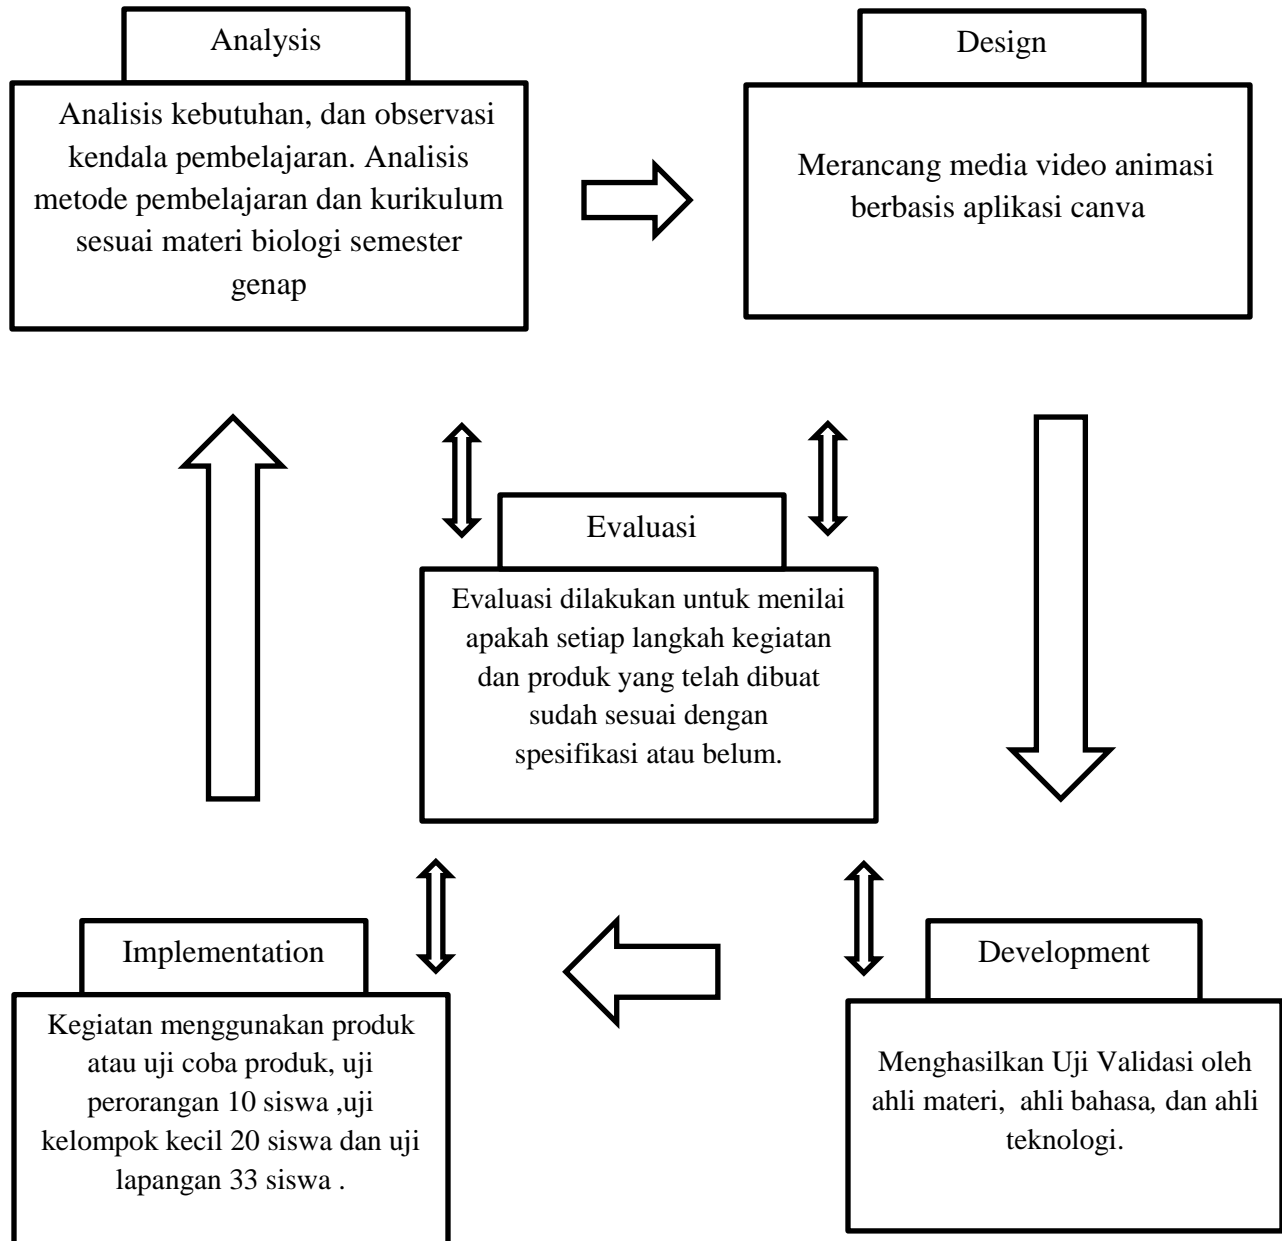 Analysis
Analisis kebutuhan, dan observasi
kendala pembelajaran. Analisis
metode pembelajaran dan kurikulum
sesuai materi biologi semester
genap
Design
Merancang media video animasi
berbasis aplikasi canva
Evaluasi
Evaluasi dilakukan untuk menilai
apakah setiap langkah kegiatan
dan produk yang telah dibuat
sudah sesuai dengan
spesifikasi atau belum.
Implementation
Kegiatan menggunakan produk
atau uji coba produk, uji
perorangan 10 siswa ,uji
kelompok kecil 20 siswa dan uji
lapangan 33 siswa .
Development
Menghasilkan Uji Validasi oleh
ahli materi, ahli bahasa, dan ahli
teknologi.